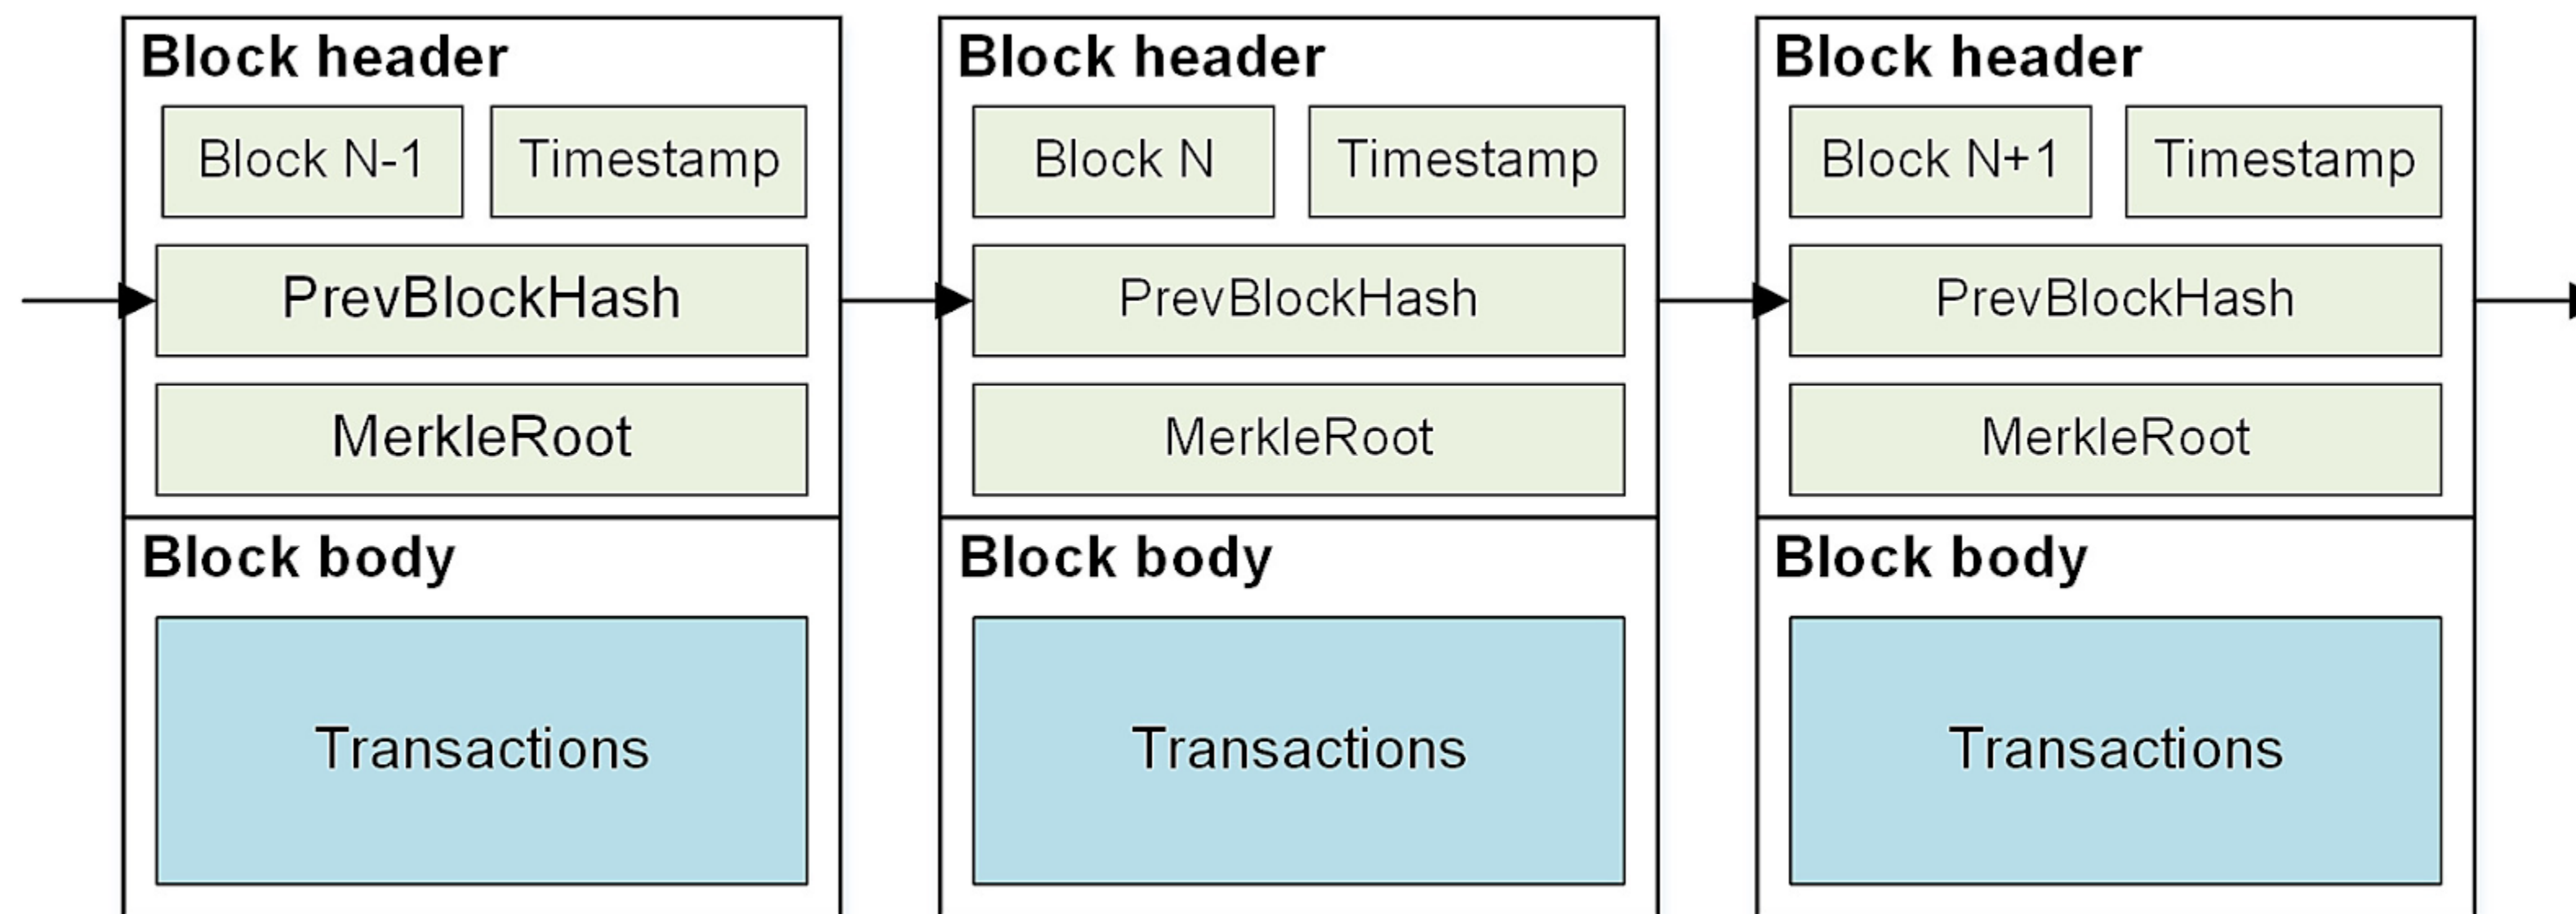 Block header
Block N-1
Timestamp
PrevBlockHash
MerkleRoot
Block body
Transactions
Block header
Block N
Timestamp
PrevBlockHash
MerkleRoot
Block body
Transactions
Block header
Block N+1
Timestamp
PrevBlockHash
MerkleRoot
Block body
Transactions